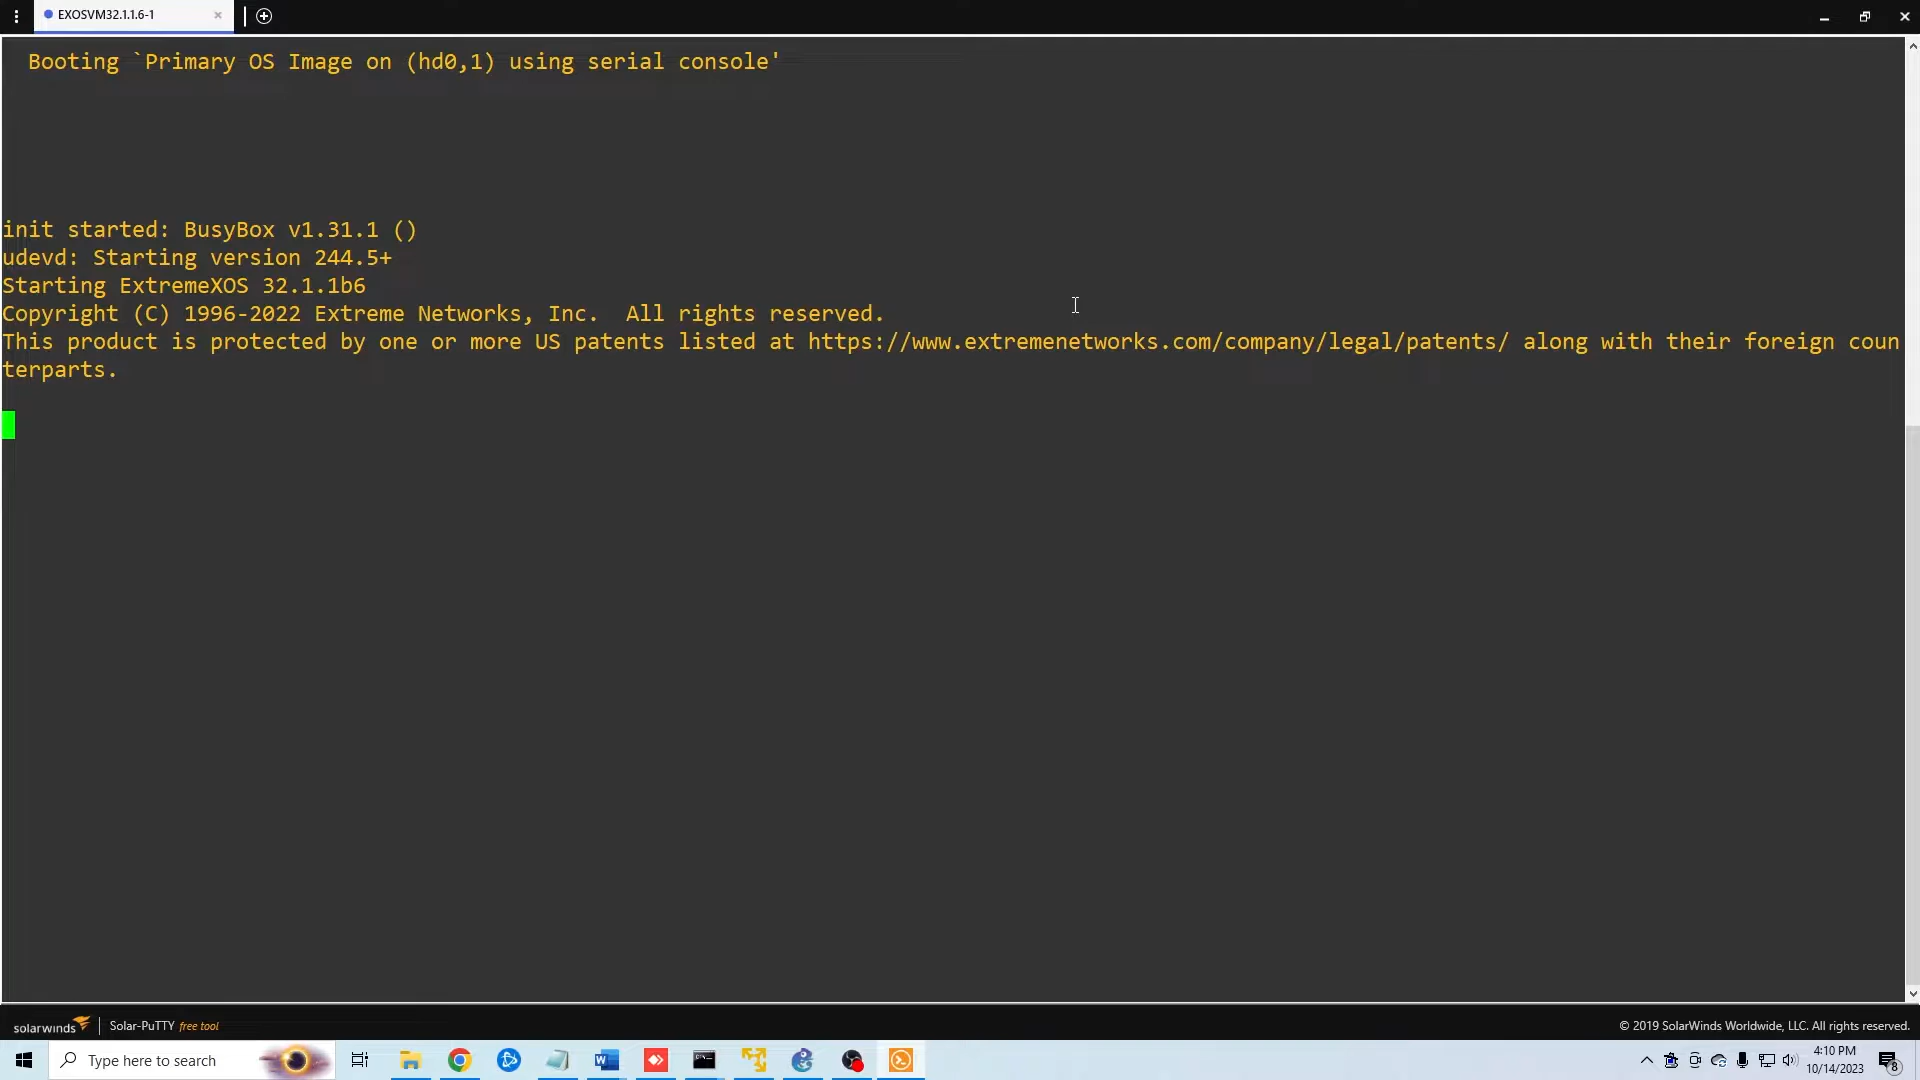 EXOSVM32.1.1.6-1
Booting `Primary OS Image on (hd0,1) using serial console'
init started: BusyBox v1.31.1 ()
udevd: Starting version 244.5+
Starting ExtremeXOS 32.1.1b6
Copyright (C) 1996-2022 Extreme Networks, Inc.  All rights reserved.
This product is protected by one or more US patents listed at https://www.extremenetworks.com/company/legal/patents/ along with their foreign coun
terparts.
solarwinds Solar-PuTTY free tool © 2019 SolarWinds Worldwide, LLC. All rights reserved.
Type here to search
4:10 PM
10/14/2023
8